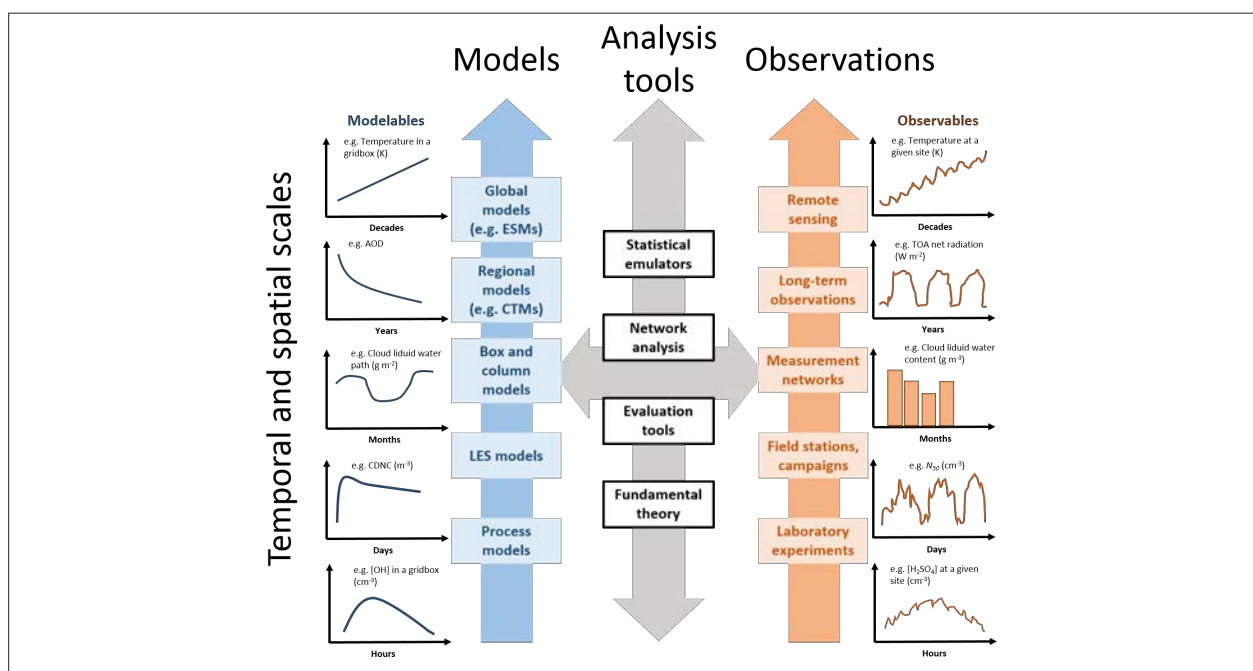 Models
Analysis
tools
Observations
Temporal and spatial scales
Modelables
e.g. Temperature in a
gridbox (K)
Decades
e.g. AOD
Years
e.g. Cloud liduid water
path (g m⁻²)
Months
e.g. CDNC (m⁻³)
Days
e.g. [OH] in a gridbox
(cm⁻³)
Hours
Global
models
(e.g. ESMs)
Regional
models
(e.g. CTMs)
Box and
column
models
LES models
Process
models
Statistical
emulators
Network
analysis
Evaluation
tools
Fundamental
theory
Remote
sensing
Long-term
observations
Measurement
networks
Field stations,
campaigns
Laboratory
experiments
Observables
e.g. Temperature at a
given site (K)
Decades
e.g. TOA net radiation
(W m⁻²)
Years
e.g. Cloud liduid water
content (g m⁻³)
Months
e.g. N₅₀ (cm⁻³)
Days
e.g. [H₂SO₄] at a given
site (cm⁻³)
Hours